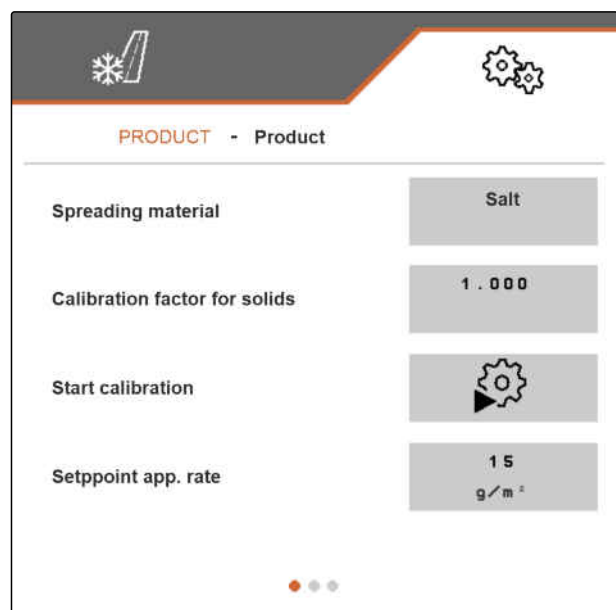 PRODUCT - Product
Spreading material
Salt
Calibration factor for solids
1.000
Start calibration
Setppoint app. rate
15
g/m²